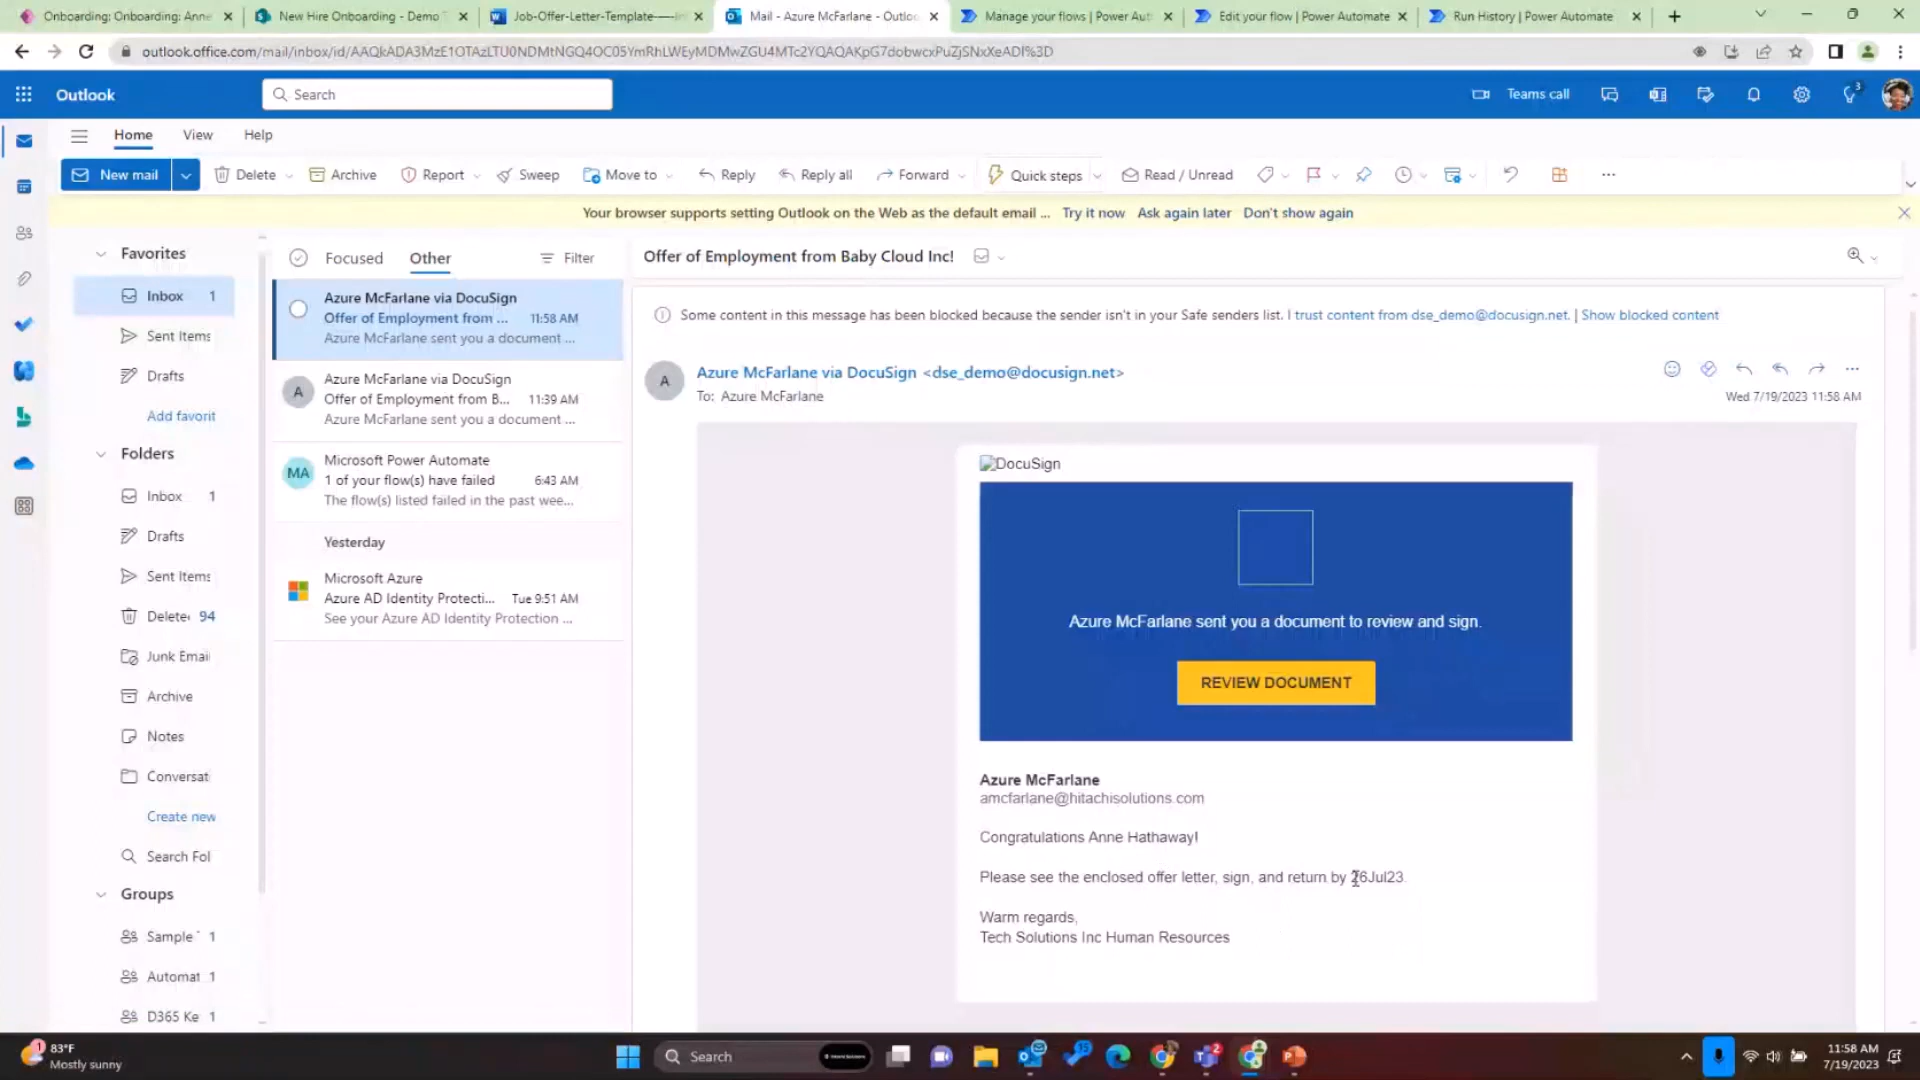 Onboarding: Onboarding: Anne
New Hire Onboarding - Demo
Job-Offer-Letter-Template
Mail - Azure McFarlane - Outlo
Manage your flows | Power Aut
Edit your flow | Power Automate
Run History | Power Automate
outlook.office.com/mail/inbox/id/AAQkADA3MzE1OTAzLTU0NDMtNGQ4OC05YmRhLWEyMDMwZGU4MTc2YQAQAKpG7dobwcxPuZjSNxXeADI%3D
Outlook
Search
Teams call
3
Home View Help
New mail
Delete
Archive
Report
Sweep
Move to
Reply
Reply all
Forward
Quick steps
Read / Unread
Your browser supports setting Outlook on the Web as the default email ... Try it now Ask again later Don't show again
Favorites
Inbox 1
Sent Items
Drafts
Add favorit
Folders
Inbox 1
Drafts
Sent Items
Delete 94
Junk Email
Archive
Notes
Conversat
Create new
Search Fol
Groups
Sample 1
Automat 1
D365 Ke 1
Focused Other Filter
Azure McFarlane via DocuSign
Offer of Employment from ... 11:58 AM
Azure McFarlane sent you a document ...
A
Azure McFarlane via DocuSign
Offer of Employment from B... 11:39 AM
Azure McFarlane sent you a document ...
MA
Microsoft Power Automate
1 of your flow(s) have failed 6:43 AM
The flow(s) listed failed in the past wee...
Yesterday
Microsoft Azure
Azure AD Identity Protecti... Tue 9:51 AM
See your Azure AD Identity Protection ...
Offer of Employment from Baby Cloud Inc!
Some content in this message has been blocked because the sender isn't in your Safe senders list. I trust content from dse_demo@docusign.net. | Show blocked content
A
Azure McFarlane via DocuSign <dse_demo@docusign.net>
To: Azure McFarlane
Wed 7/19/2023 11:58 AM
DocuSign
Azure McFarlane sent you a document to review and sign.
REVIEW DOCUMENT
Azure McFarlane
amcfarlane@hitachisolutions.com
Congratulations Anne Hathaway!
Please see the enclosed offer letter, sign, and return by 26Jul23.
Warm regards,
Tech Solutions Inc Human Resources
1
83°F
Mostly sunny
Search
15
2
11:58 AM
7/19/2023